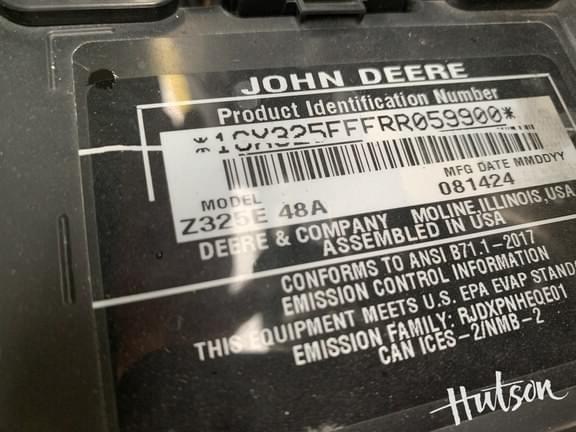 JOHN DEERE
Product Identification Number
*1GX325EFFRR059900*
MODEL
Z325E 48A
MFG DATE MMDDYY
081424
DEERE & COMPANY MOLINE, ILLINOIS, USA
ASSEMBLED IN USA
CONFORMS TO ANSI B71.1-2017
EMISSION CONTROL INFORMATION
THIS EQUIPMENT MEETS U.S. EPA EVAP
EMISSION FAMILY: RJDXPNHEQE01
CAN ICES-2/NMB-2
Hutson